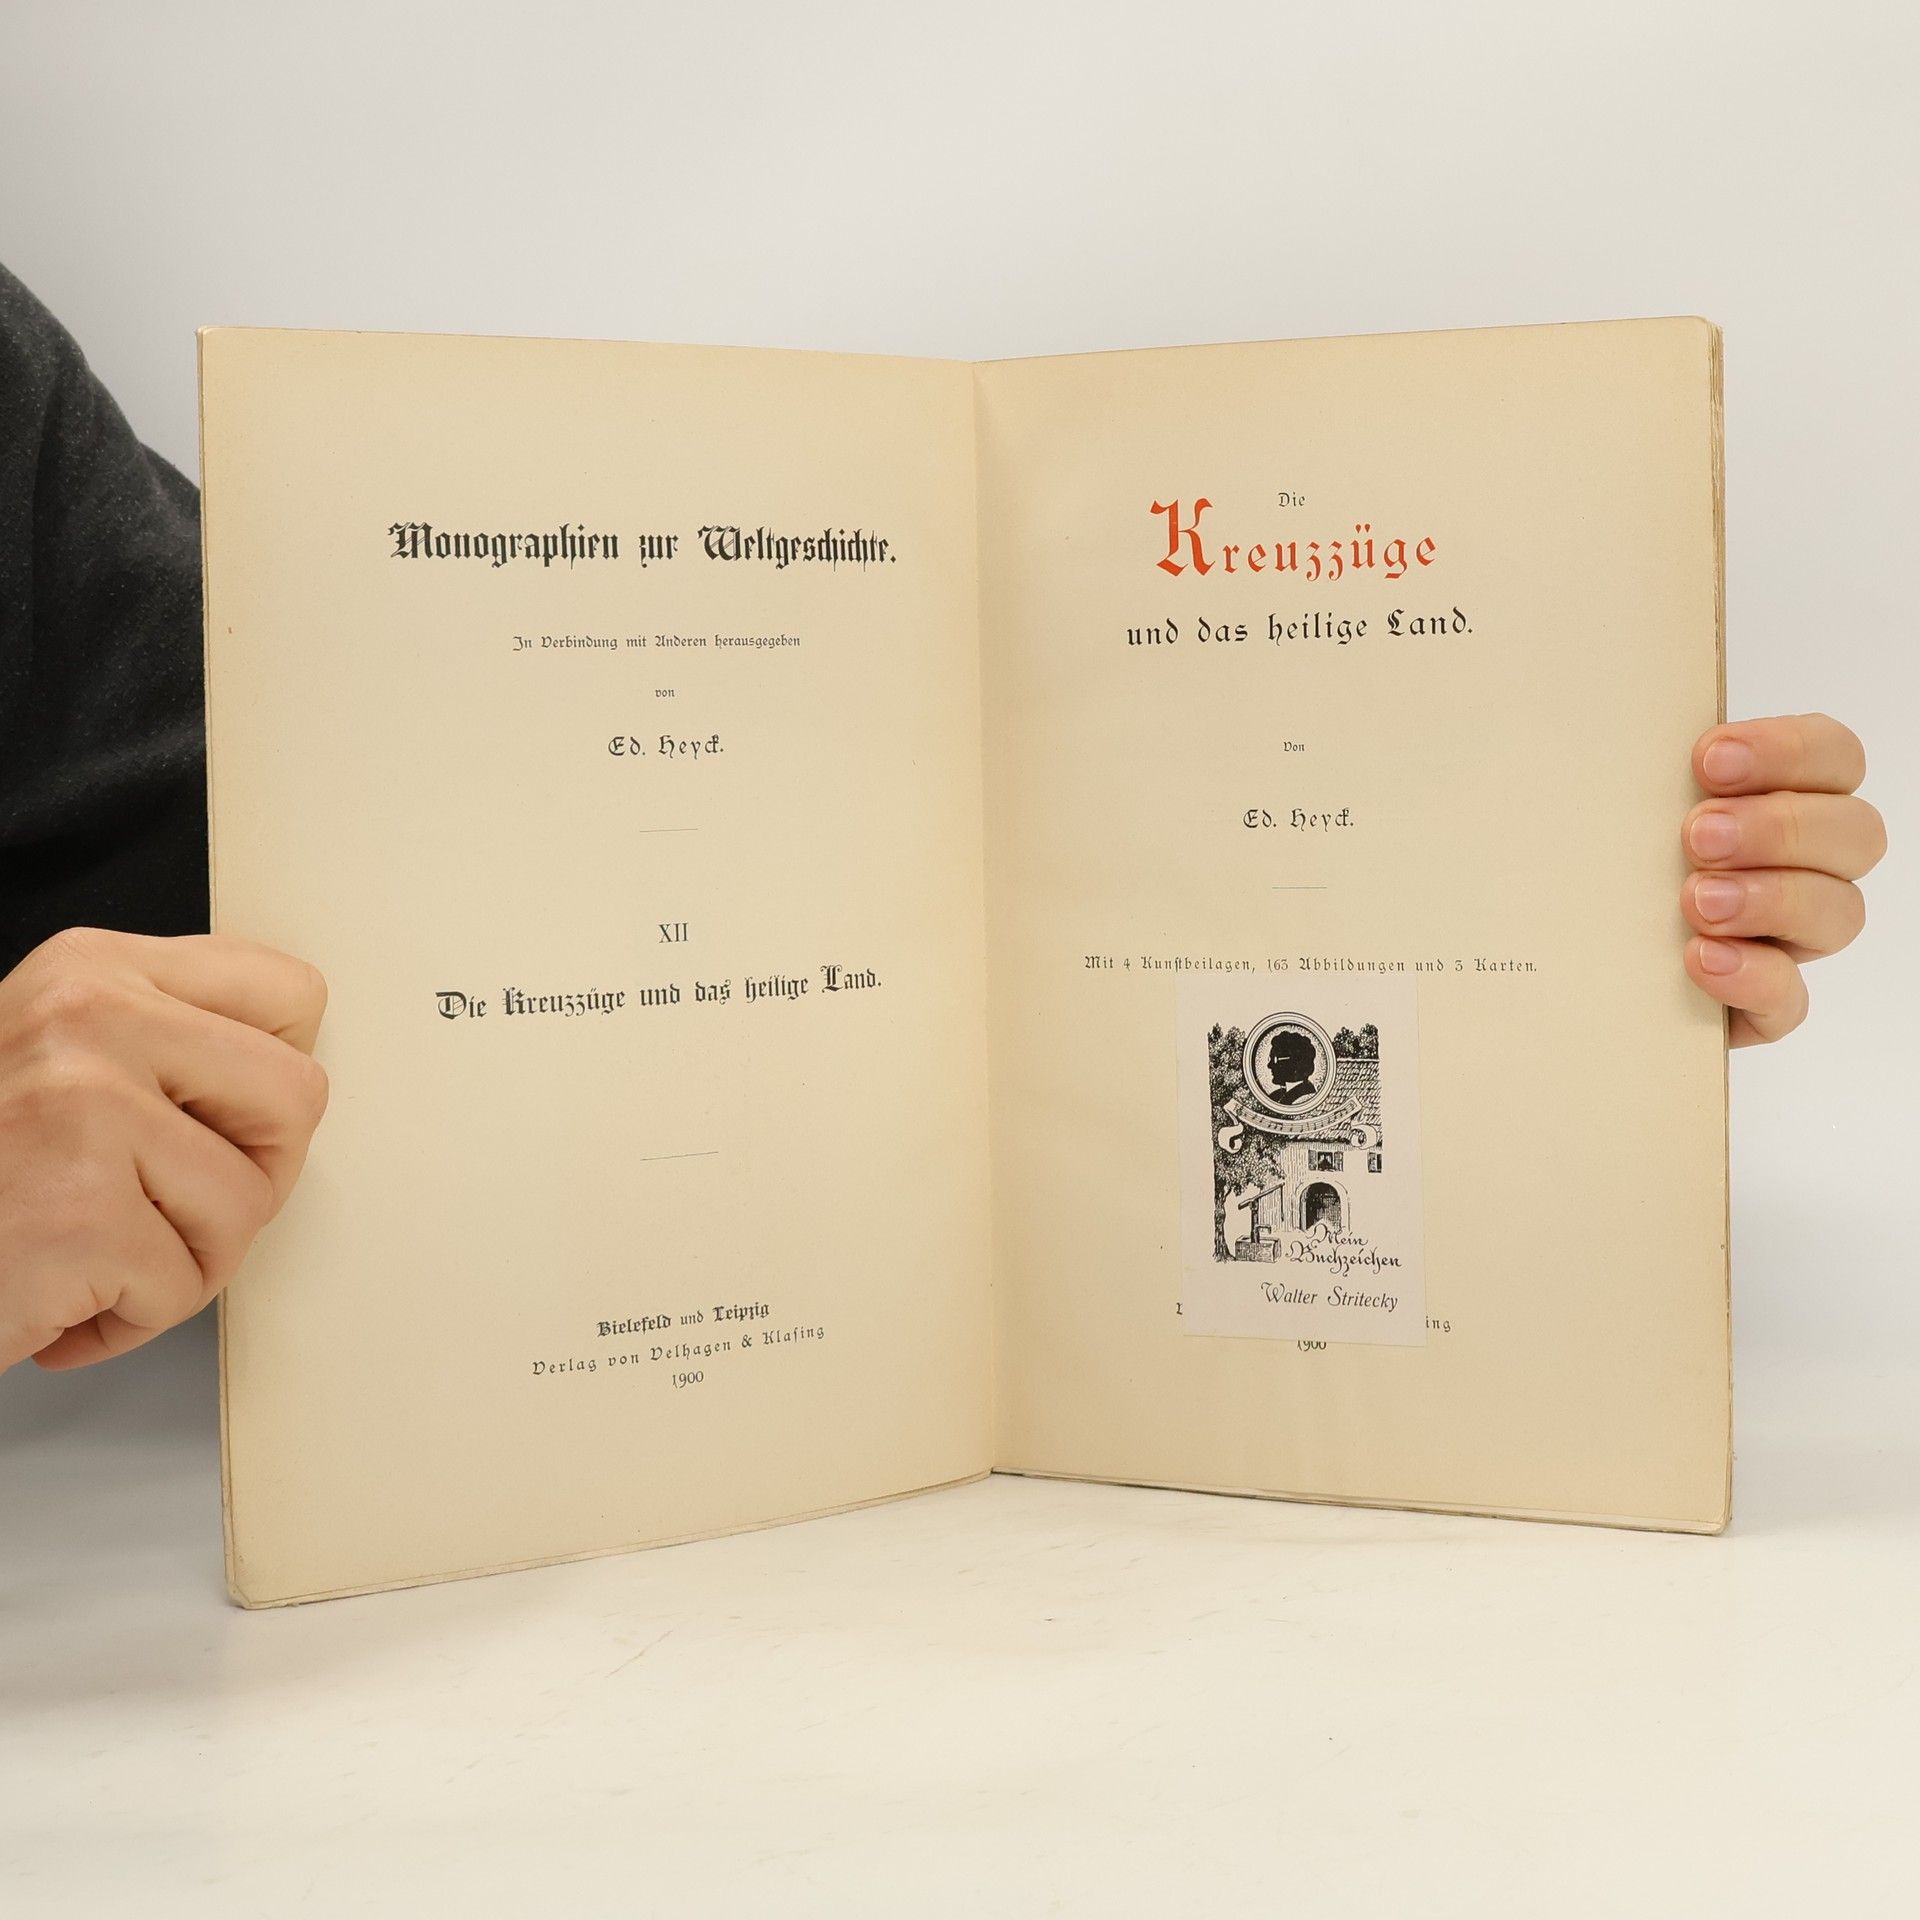 Monographien zur Weltgeschichte.
In Verbindung mit Anderen herausgegeben
von
Ed. Heyck.
XII
Die Kreuzzüge und das heilige Land.
Bielefeld und Leipzig
Verlag von Velhagen & Klasing
1900
Die
Kreuzzüge
und das heilige Land.
Von
Ed. Heyck.
Mit 4 Kunstbeilagen, 163 Abbildungen und 3 Karten.
Mein
Buchzeichen
Walter Stritecky
ing
1900